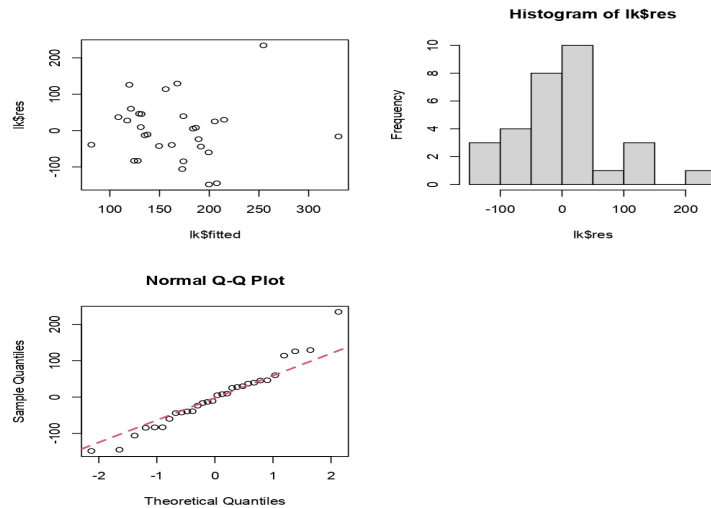 Histogram of lk$res
lk$res
200
100
0
-100
100 150 200 250 300
lk$fitted
Frequency
10
8
6
4
2
0
-100 0 100 200
lk$res
Normal Q-Q Plot
Sample Quantiles
200
100
0
-100
-2 -1 0 1 2
Theoretical Quantiles